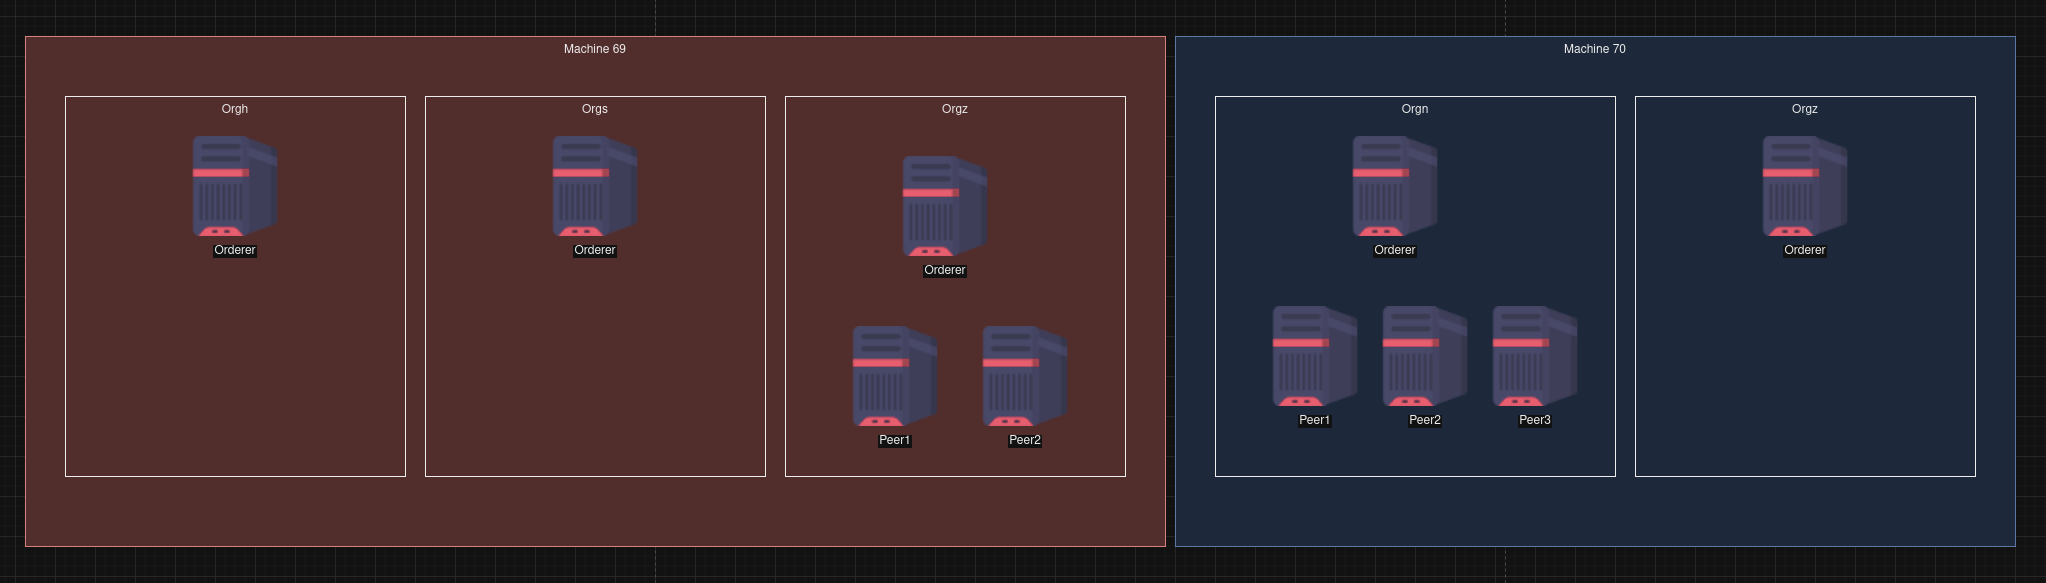 Machine 69
Orgh
Orderer
Orgs
Orderer
Orgz
Orderer
Peer1
Peer2
Machine 70
Orgn
Orderer
Peer1
Peer2
Peer3
Orgz
Orderer